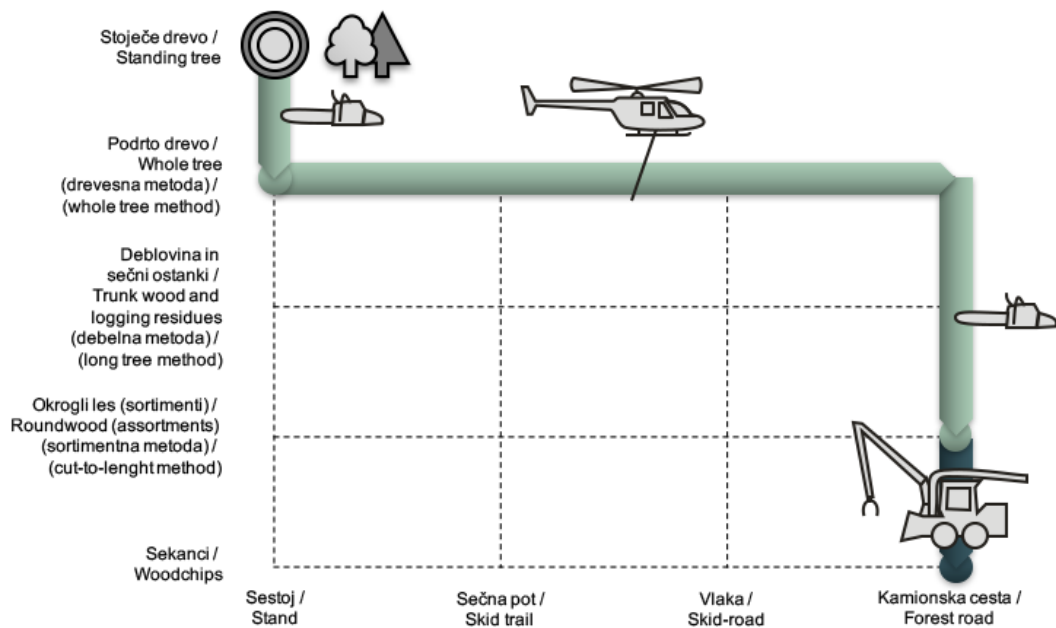 Stoječe drevo /
Standing tree
Podrto drevo /
Whole tree
(drevesna metoda) /
(whole tree method)
Deblovina in
sečni ostanki /
Trunk wood and
logging residues
(debelna metoda) /
(long tree method)
Okrogli les (sortimenti) /
Roundwood (assortments)
(sortimentna metoda) /
(cut-to-lenght method)
Sekanci /
Woodchips
Sestoj /
Stand
Sečna pot /
Skid trail
Vlaka /
Skid-road
Kamionska cesta /
Forest road